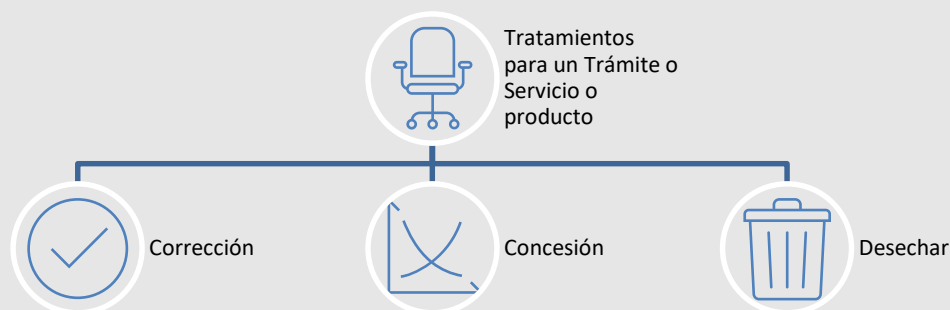 Tratamientos
para un Trámite o
Servicio o
producto
Corrección
Concesión
Desechar